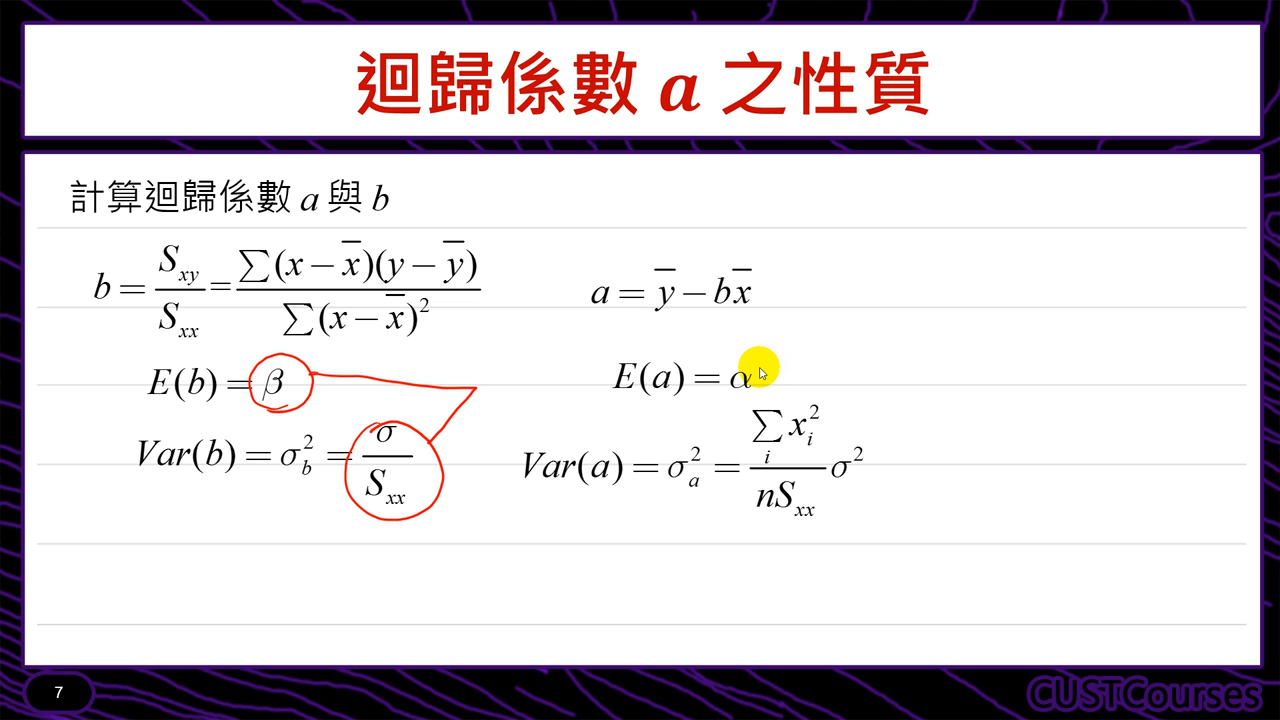 迴歸係數 a 之性質
計算迴歸係數 a 與 b
b = S_xy / S_xx = ∑(x − x̅)(y − y̅) / ∑(x − x̅)²
a = y̅ − bx̅
E(b) = β
E(a) = α
Var(b) = σ_b² = σ / S_xx
Var(a) = σ_a² = (∑_i x_i² / nS_xx) σ²
7
CUSTCourses